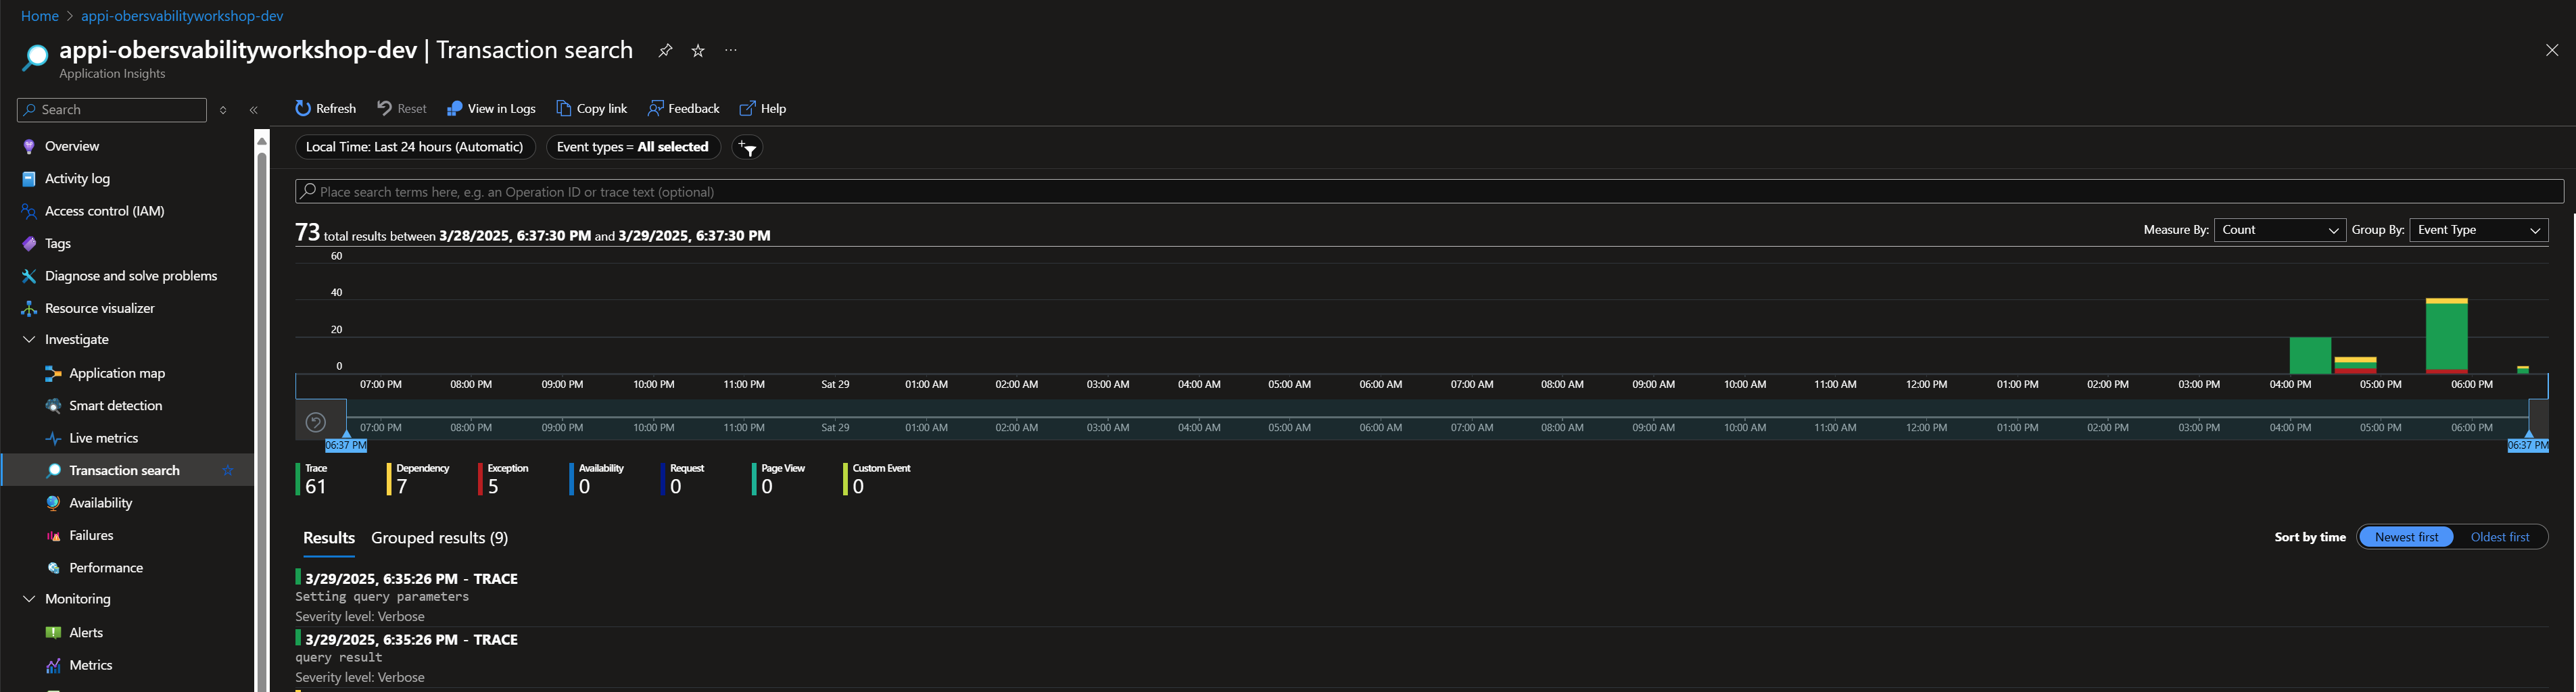 Home > appi-obersvabilityworkshop-dev
appi-obersvabilityworkshop-dev | Transaction search
Application Insights
Search
Overview
Activity log
Access control (IAM)
Tags
Diagnose and solve problems
Resource visualizer
Investigate
Application map
Smart detection
Live metrics
Transaction search
Availability
Failures
Performance
Monitoring
Alerts
Metrics
Refresh Reset View in Logs Copy link Feedback Help
Local Time: Last 24 hours (Automatic) Event types = All selected
Place search terms here, e.g. an Operation ID or trace text (optional)
73 total results between 3/28/2025, 6:37:30 PM and 3/29/2025, 6:37:30 PM
Measure By: Count Group By: Event Type
60
40
20
0
07:00 PM 08:00 PM 09:00 PM 10:00 PM 11:00 PM Sat 29 01:00 AM 02:00 AM 03:00 AM 04:00 AM 05:00 AM 06:00 AM 07:00 AM 08:00 AM 09:00 AM 10:00 AM 11:00 AM 12:00 PM 01:00 PM 02:00 PM 03:00 PM 04:00 PM 05:00 PM 06:00 PM
07:00 PM 08:00 PM 09:00 PM 10:00 PM 11:00 PM Sat 29 01:00 AM 02:00 AM 03:00 AM 04:00 AM 05:00 AM 06:00 AM 07:00 AM 08:00 AM 09:00 AM 10:00 AM 11:00 AM 12:00 PM 01:00 PM 02:00 PM 03:00 PM 04:00 PM 05:00 PM 06:00 PM
06:37 PM 06:37 PM
Trace Dependency Exception Availability Request Page View Custom Event
61 7 5 0 0 0 0
Results Grouped results (9)
Sort by time Newest first Oldest first
3/29/2025, 6:35:26 PM - TRACE
Setting query parameters
Severity level: Verbose
3/29/2025, 6:35:26 PM - TRACE
query result
Severity level: Verbose